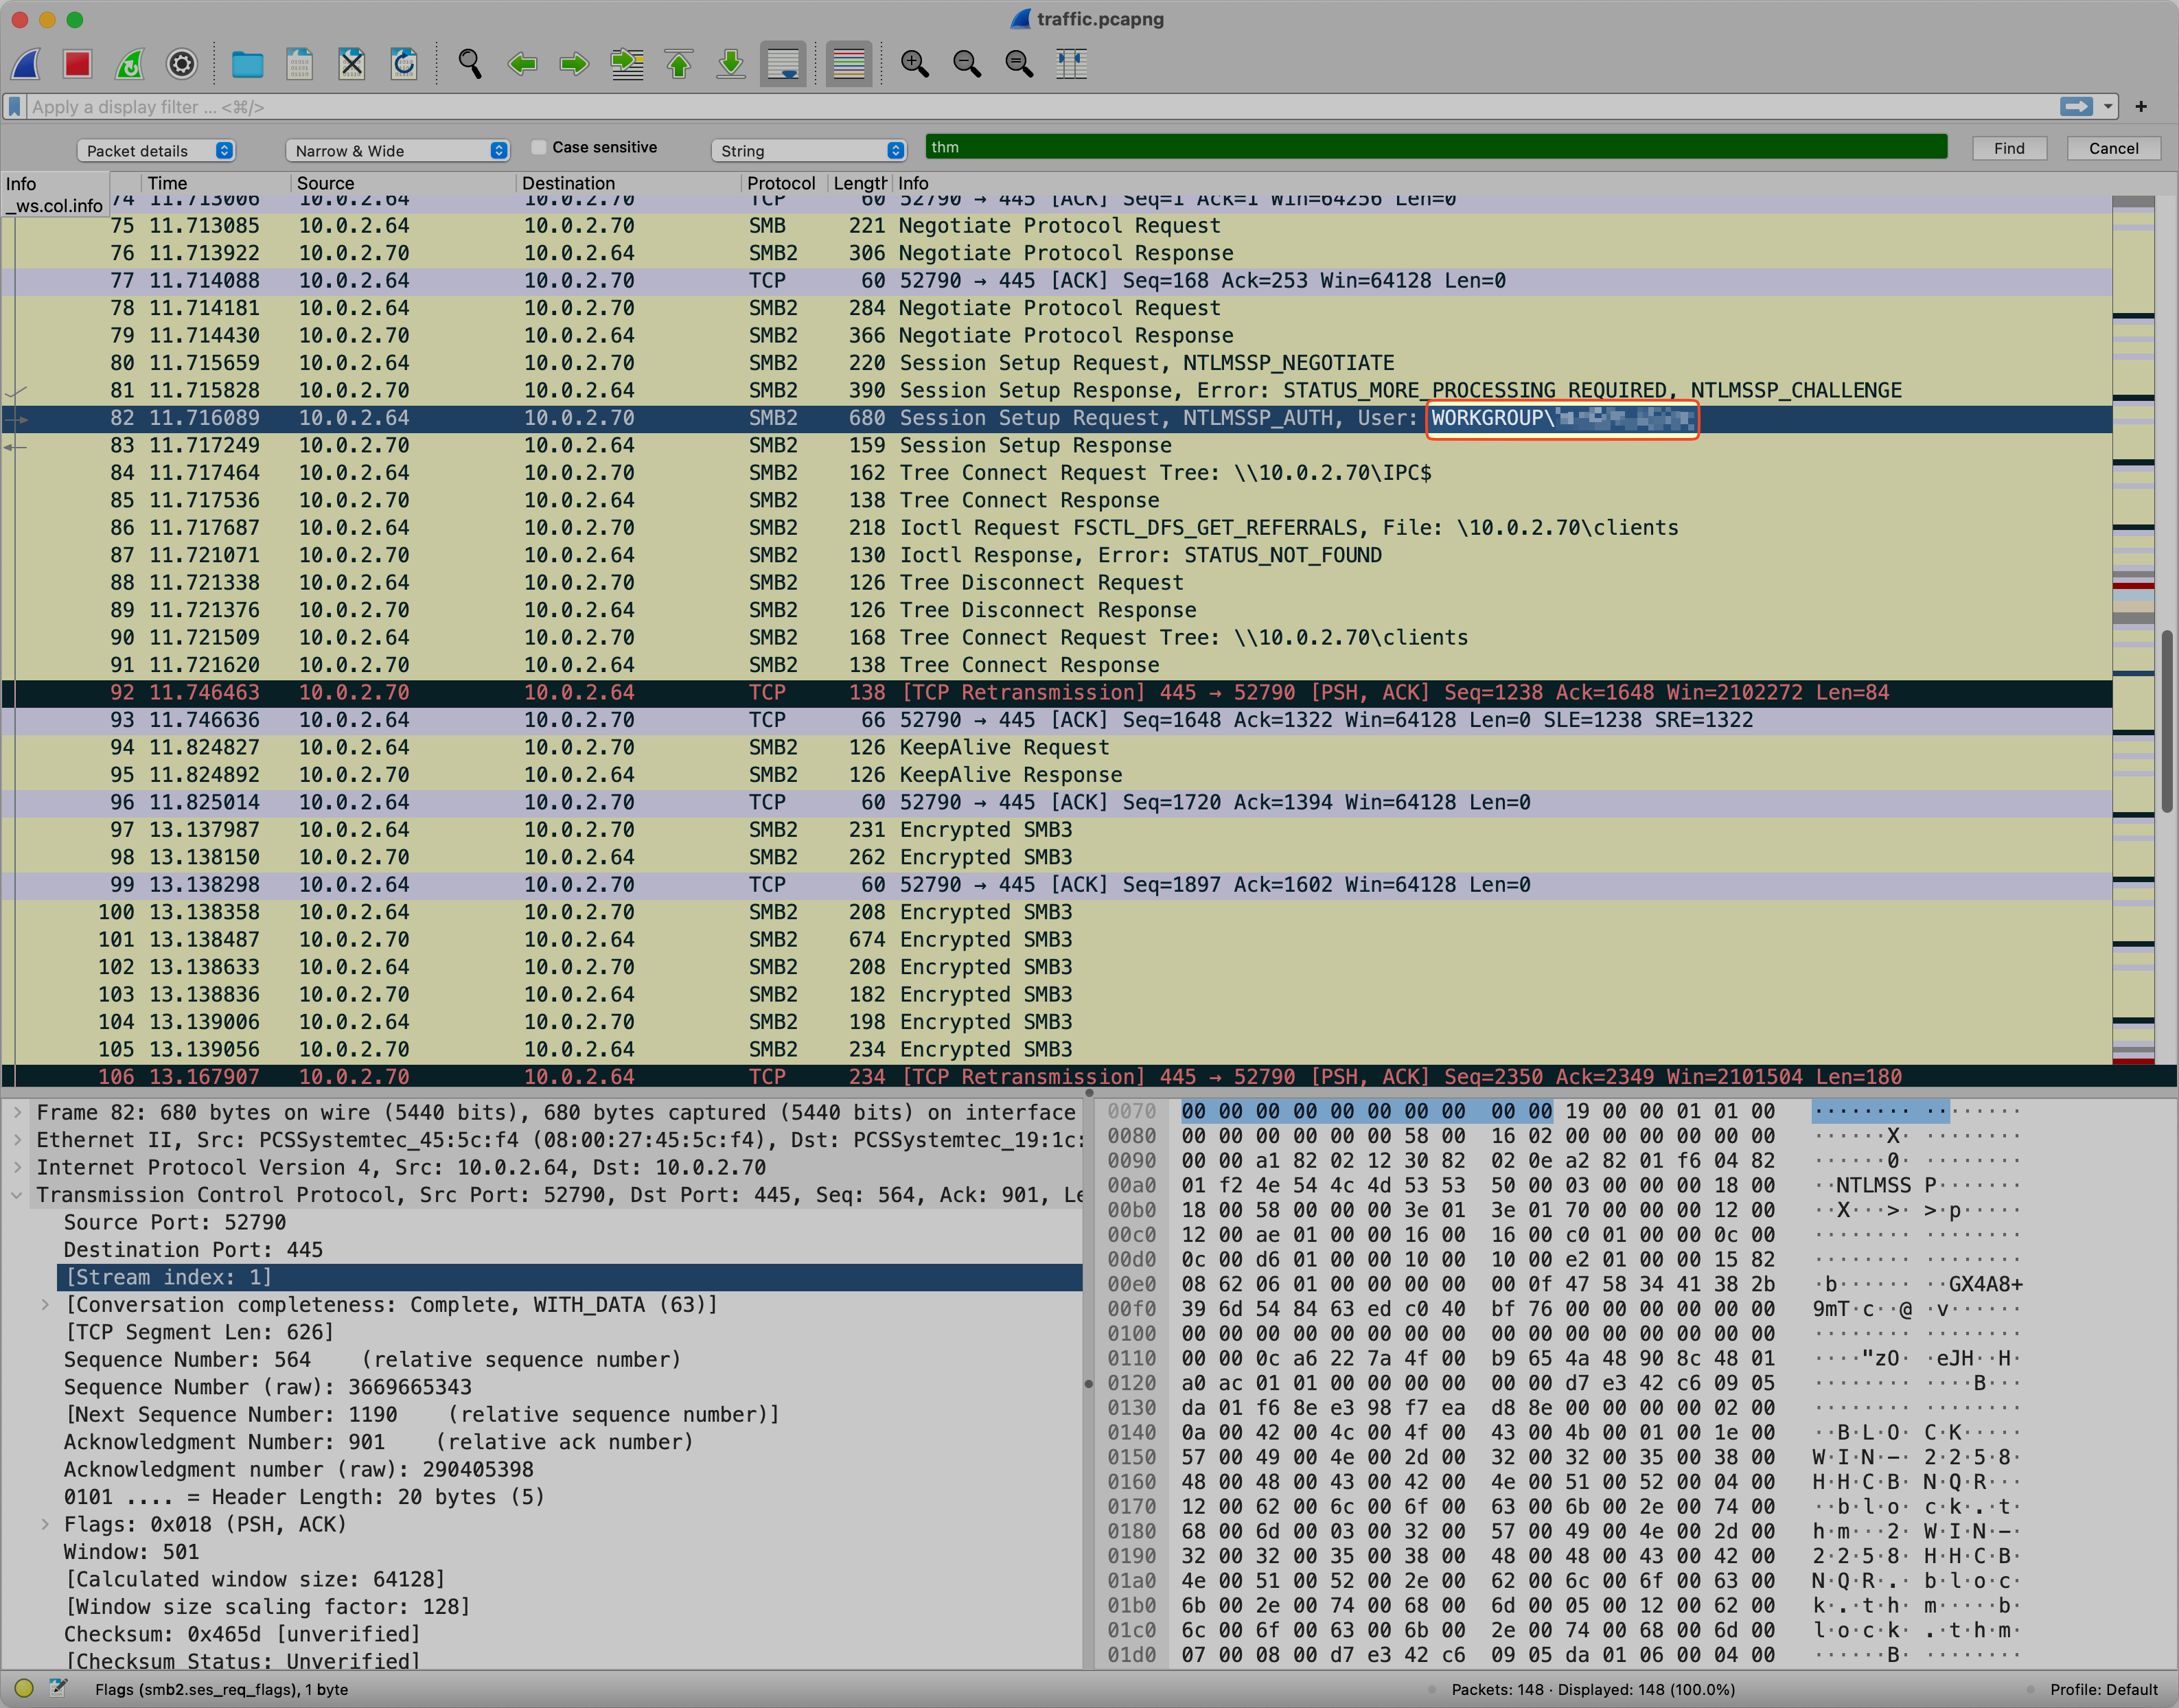 traffic.pcapng
Apply a display filter ... <⌘/>
+
Packet details
Narrow & Wide
Case sensitive
String
thm
Find
Cancel
Info
_ws.col.info
Time Source Destination Protocol Length Info
74 11.713006 10.0.2.64 10.0.2.70 TCP 60 52790 → 445 [ACK] Seq=1 Ack=1 Win=64256 Len=0
75 11.713085 10.0.2.64 10.0.2.70 SMB 221 Negotiate Protocol Request
76 11.713922 10.0.2.70 10.0.2.64 SMB2 306 Negotiate Protocol Response
77 11.714088 10.0.2.64 10.0.2.70 TCP 60 52790 → 445 [ACK] Seq=168 Ack=253 Win=64128 Len=0
78 11.714181 10.0.2.64 10.0.2.70 SMB2 284 Negotiate Protocol Request
79 11.714430 10.0.2.70 10.0.2.64 SMB2 366 Negotiate Protocol Response
80 11.715659 10.0.2.64 10.0.2.70 SMB2 220 Session Setup Request, NTLMSSP_NEGOTIATE
81 11.715828 10.0.2.70 10.0.2.64 SMB2 390 Session Setup Response, Error: STATUS_MORE_PROCESSING_REQUIRED, NTLMSSP_CHALLENGE
82 11.716089 10.0.2.64 10.0.2.70 SMB2 680 Session Setup Request, NTLMSSP_AUTH, User: WORKGROUP\
83 11.717249 10.0.2.70 10.0.2.64 SMB2 159 Session Setup Response
84 11.717464 10.0.2.64 10.0.2.70 SMB2 162 Tree Connect Request Tree: \\10.0.2.70\IPC$
85 11.717536 10.0.2.70 10.0.2.64 SMB2 138 Tree Connect Response
86 11.717687 10.0.2.64 10.0.2.70 SMB2 218 Ioctl Request FSCTL_DFS_GET_REFERRALS, File: \10.0.2.70\clients
87 11.721071 10.0.2.70 10.0.2.64 SMB2 130 Ioctl Response, Error: STATUS_NOT_FOUND
88 11.721338 10.0.2.64 10.0.2.70 SMB2 126 Tree Disconnect Request
89 11.721376 10.0.2.70 10.0.2.64 SMB2 126 Tree Disconnect Response
90 11.721509 10.0.2.64 10.0.2.70 SMB2 168 Tree Connect Request Tree: \\10.0.2.70\clients
91 11.721620 10.0.2.70 10.0.2.64 SMB2 138 Tree Connect Response
92 11.746463 10.0.2.70 10.0.2.64 TCP 138 [TCP Retransmission] 445 → 52790 [PSH, ACK] Seq=1238 Ack=1648 Win=2102272 Len=84
93 11.746636 10.0.2.64 10.0.2.70 TCP 66 52790 → 445 [ACK] Seq=1648 Ack=1322 Win=64128 Len=0 SLE=1238 SRE=1322
94 11.824827 10.0.2.64 10.0.2.70 SMB2 126 KeepAlive Request
95 11.824892 10.0.2.70 10.0.2.64 SMB2 126 KeepAlive Response
96 11.825014 10.0.2.64 10.0.2.70 TCP 60 52790 → 445 [ACK] Seq=1720 Ack=1394 Win=64128 Len=0
97 13.137987 10.0.2.64 10.0.2.70 SMB2 231 Encrypted SMB3
98 13.138150 10.0.2.70 10.0.2.64 SMB2 262 Encrypted SMB3
99 13.138298 10.0.2.64 10.0.2.70 TCP 60 52790 → 445 [ACK] Seq=1897 Ack=1602 Win=64128 Len=0
100 13.138358 10.0.2.64 10.0.2.70 SMB2 208 Encrypted SMB3
101 13.138487 10.0.2.70 10.0.2.64 SMB2 674 Encrypted SMB3
102 13.138633 10.0.2.64 10.0.2.70 SMB2 208 Encrypted SMB3
103 13.138836 10.0.2.70 10.0.2.64 SMB2 182 Encrypted SMB3
104 13.139006 10.0.2.64 10.0.2.70 SMB2 198 Encrypted SMB3
105 13.139056 10.0.2.70 10.0.2.64 SMB2 234 Encrypted SMB3
106 13.167907 10.0.2.70 10.0.2.64 TCP 234 [TCP Retransmission] 445 → 52790 [PSH, ACK] Seq=2350 Ack=2349 Win=2101504 Len=180
Frame 82: 680 bytes on wire (5440 bits), 680 bytes captured (5440 bits) on interface
Ethernet II, Src: PCSSystemtec_45:5c:f4 (08:00:27:45:5c:f4), Dst: PCSSystemtec_19:1c:
Internet Protocol Version 4, Src: 10.0.2.64, Dst: 10.0.2.70
Transmission Control Protocol, Src Port: 52790, Dst Port: 445, Seq: 564, Ack: 901, Le
Source Port: 52790
Destination Port: 445
[Stream index: 1]
[Conversation completeness: Complete, WITH_DATA (63)]
[TCP Segment Len: 626]
Sequence Number: 564 (relative sequence number)
Sequence Number (raw): 3669665343
[Next Sequence Number: 1190 (relative sequence number)]
Acknowledgment Number: 901 (relative ack number)
Acknowledgment number (raw): 290405398
0101 .... = Header Length: 20 bytes (5)
Flags: 0x018 (PSH, ACK)
Window: 501
[Calculated window size: 64128]
[Window size scaling factor: 128]
Checksum: 0x465d [unverified]
[Checksum Status: Unverified]
0070 00 00 00 00 00 00 00 00 00 00 19 00 00 01 01 00 ········ ········
0080 00 00 00 00 00 00 58 00 16 02 00 00 00 00 00 00 ······X· ········
0090 00 00 a1 82 02 12 30 82 02 0e a2 82 01 f6 04 82 ······0· ········
00a0 01 f2 4e 54 4c 4d 53 53 50 00 03 00 00 00 18 00 ··NTLMSS P·······
00b0 18 00 58 00 00 00 3e 01 3e 01 70 00 00 00 12 00 ··X···>· >·p·····
00c0 12 00 ae 01 00 00 16 00 16 00 c0 01 00 00 0c 00 ········ ········
00d0 0c 00 d6 01 00 00 10 00 10 00 e2 01 00 00 15 82 ········ ········
00e0 08 62 06 01 00 00 00 00 00 0f 47 58 34 41 38 2b ·b······ ··GX4A8+
00f0 39 6d 54 84 63 ed c0 40 bf 76 00 00 00 00 00 00 9mT·c··@ ·v······
0100 00 00 00 00 00 00 00 00 00 00 00 00 00 00 00 00 ········ ········
0110 00 00 0c a6 22 7a 4f 00 b9 65 4a 48 90 8c 48 01 ····"zO· ·eJH··H·
0120 a0 ac 01 01 00 00 00 00 00 00 d7 e3 42 c6 09 05 ········ ····B···
0130 da 01 f6 8e e3 98 f7 ea d8 8e 00 00 00 00 02 00 ········ ········
0140 0a 00 42 00 4c 00 4f 00 43 00 4b 00 01 00 1e 00 ··B·L·O· C·K·····
0150 57 00 49 00 4e 00 2d 00 32 00 32 00 35 00 38 00 W·I·N·-· 2·2·5·8·
0160 48 00 48 00 43 00 42 00 4e 00 51 00 52 00 04 00 H·H·C·B· N·Q·R···
0170 12 00 62 00 6c 00 6f 00 63 00 6b 00 2e 00 74 00 ··b·l·o· c·k·.·t·
0180 68 00 6d 00 03 00 32 00 57 00 49 00 4e 00 2d 00 h·m···2· W·I·N·-·
0190 32 00 32 00 35 00 38 00 48 00 48 00 43 00 42 00 2·2·5·8· H·H·C·B·
01a0 4e 00 51 00 52 00 2e 00 62 00 6c 00 6f 00 63 00 N·Q·R·.· b·l·o·c·
01b0 6b 00 2e 00 74 00 68 00 6d 00 05 00 12 00 62 00 k·.·t·h· m·····b·
01c0 6c 00 6f 00 63 00 6b 00 2e 00 74 00 68 00 6d 00 l·o·c·k· .·t·h·m·
01d0 07 00 08 00 d7 e3 42 c6 09 05 da 01 06 00 04 00 ······B· ········
Flags (smb2.ses_req_flags), 1 byte
Packets: 148 · Displayed: 148 (100.0%)
Profile: Default